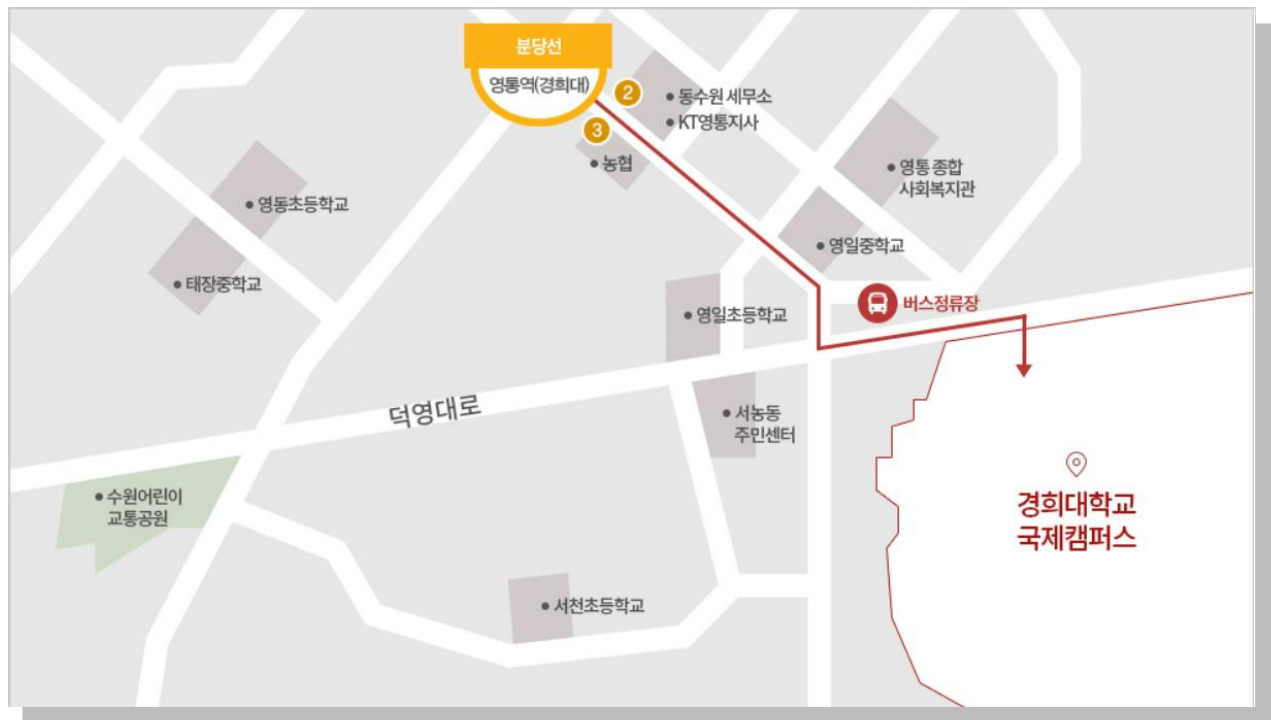 분당선
영통역(경희대)
2
동수원 세무소
KT영통지사
3
농협
영통 종합
사회복지관
영동초등학교
영일중학교
태장중학교
버스정류장
영일초등학교
덕영대로
서농동
주민센터
수원어린이
교통공원
경희대학교
국제캠퍼스
서천초등학교